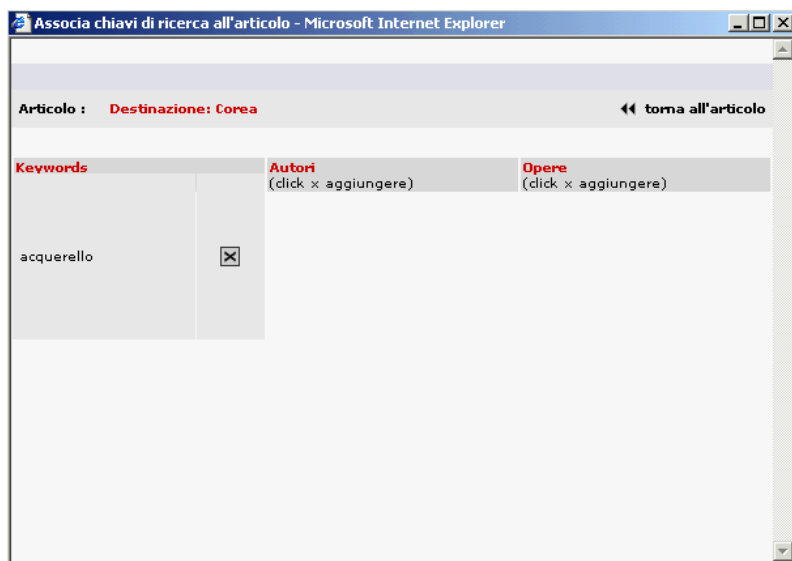 Associa chiavi di ricerca all'articolo - Microsoft Internet Explorer
Articolo : Destinazione: Corea torna all'articolo
Keywords Autori Opere
(click x aggiungere) (click x aggiungere)
acquerello